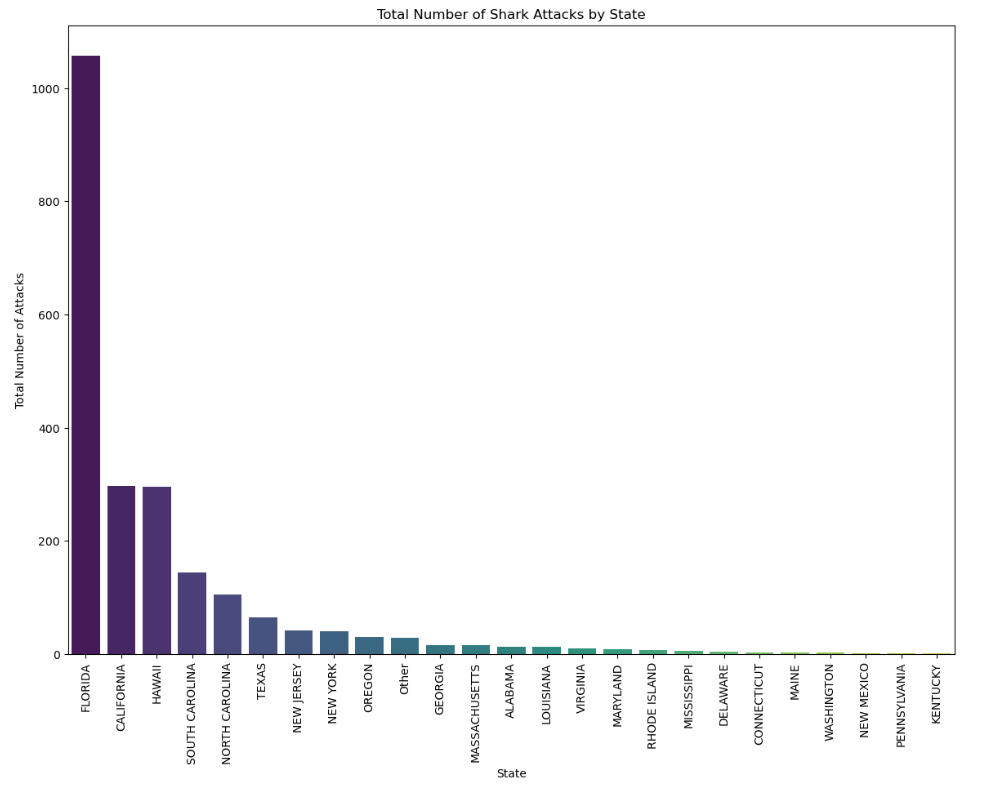 Total Number of Shark Attacks by State
Total Number of Attacks
1000
800
600
400
200
0
FLORIDA
CALIFORNIA
HAWAII
SOUTH CAROLINA
NORTH CAROLINA
TEXAS
NEW JERSEY
NEW YORK
OREGON
Other
GEORGIA
MASSACHUSETTS
ALABAMA
LOUISIANA
VIRGINIA
MARYLAND
RHODE ISLAND
MISSISSIPPI
DELAWARE
CONNECTICUT
MAINE
WASHINGTON
NEW MEXICO
PENNSYLVANIA
KENTUCKY
State